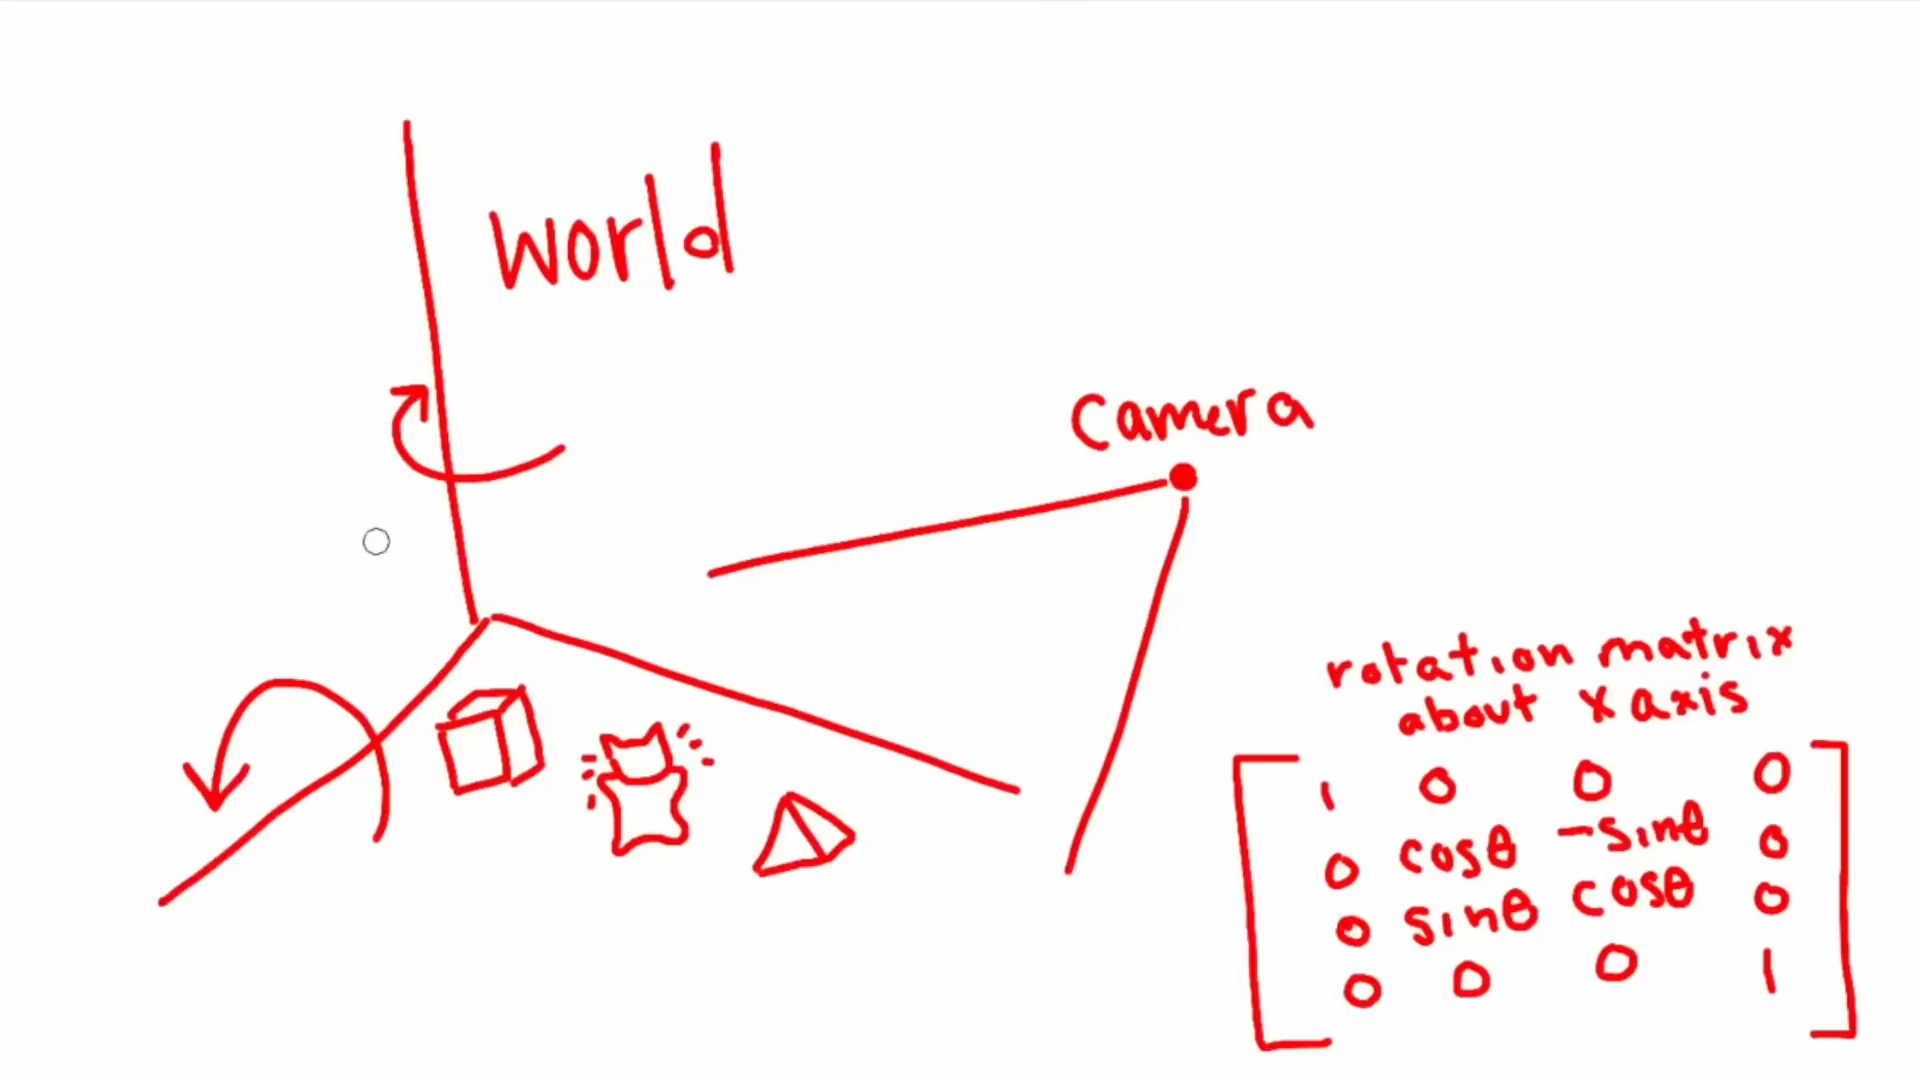 world
camera
rotation matrix
about x axis
1 0 0 0
0 cosθ -sinθ 0
0 sinθ cosθ 0
0 0 0 1